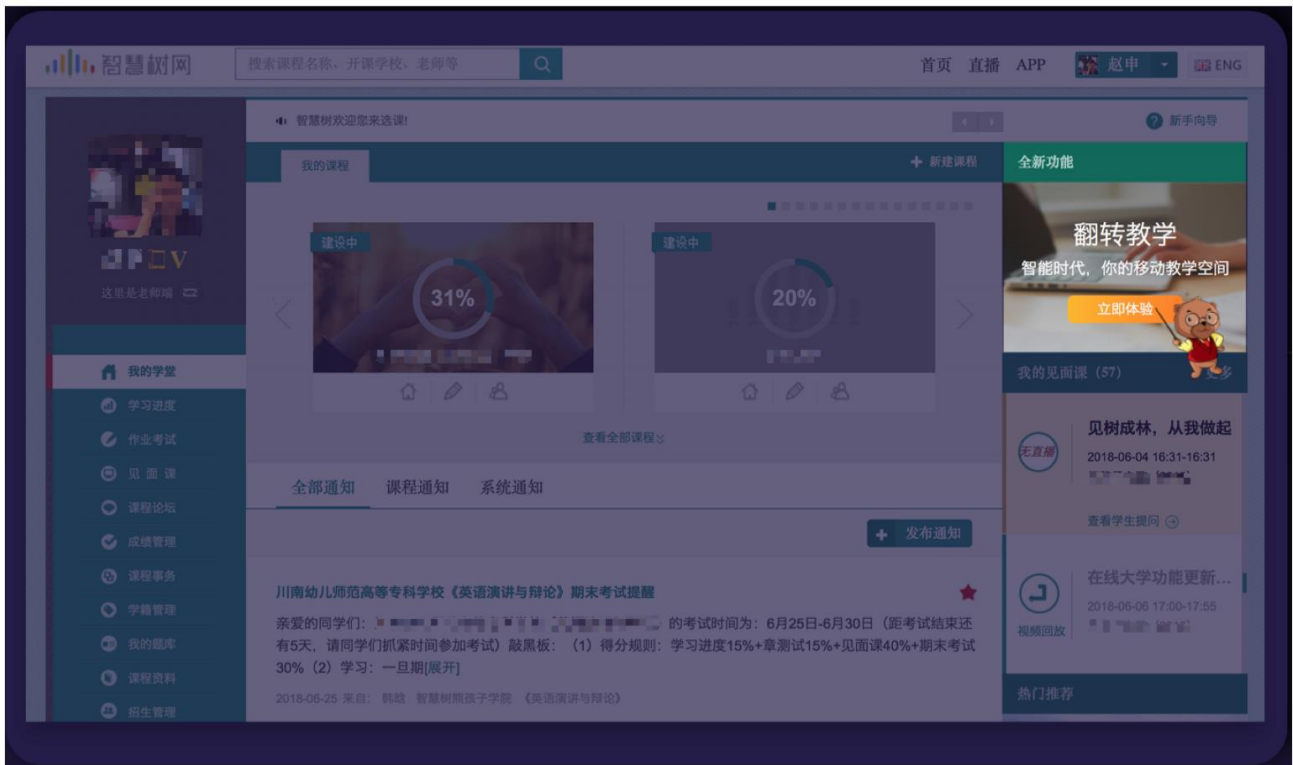 智慧树网
搜索课程名称、开课学校、老师等
首页 直播 APP
赵申
ENG
智慧树欢迎您来选课!
新手向导
这里是老师端
我的学堂
学习进度
作业考试
见面课
课程论坛
成绩管理
课程事务
学籍管理
我的题库
课程资料
招生管理
我的课程
新建课程
建设中
31%
建设中
20%
查看全部课程
全部通知 课程通知 系统通知
发布通知
川南幼儿师范高等专科学校《英语演讲与辩论》期末考试提醒
亲爱的同学们：
的考试时间为：6月25日-6月30日（距考试结束还
有5天，请同学们抓紧时间参加考试）敲黑板：（1）得分规则：学习进度15%+章测试15%+见面课40%+期末考试
30%（2）学习：一旦期[展开]
2018-06-25 来自： 韩晗 智慧树熊孩子学院 《英语演讲与辩论》
全新功能
翻转教学
智能时代，你的移动教学空间
立即体验
我的见面课（57）
更多
无直播
见树成林，从我做起
2018-06-04 16:31-16:31
查看学生提问
视频回放
在线大学功能更新...
2018-06-06 17:00-17:55
热门推荐